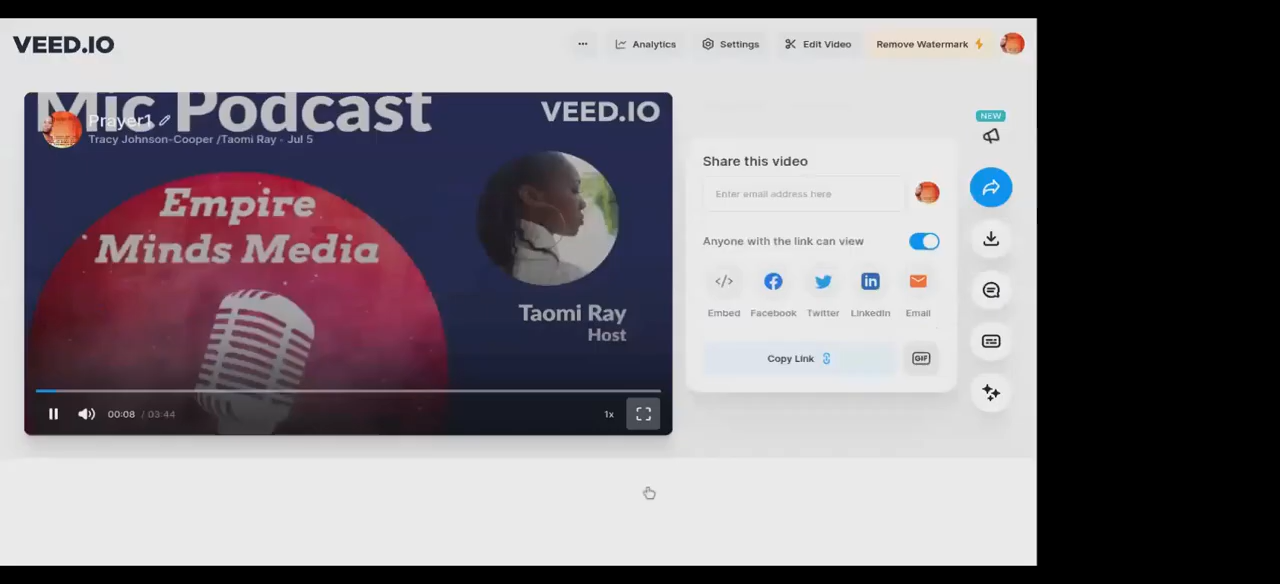 VEED.IO
... Analytics Settings Edit Video Remove Watermark
Mic Podcast
VEED.IO
Prayer1
Tracy Johnson-Cooper /Taomi Ray - Jul 5
Empire
Minds Media
Taomi Ray
Host
00:08 / 03:44
1x
Share this video
Enter email address here
Anyone with the link can view
</> Embed Facebook Twitter in LinkedIn Email
Copy Link GIF
NEW